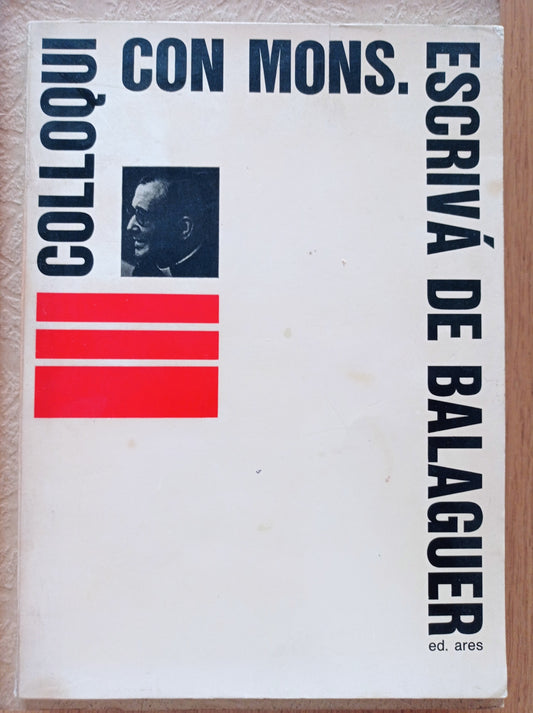 COLLOQUI
CON MONS.
ESCRIVÁ DE BALAGUER
ed. ares